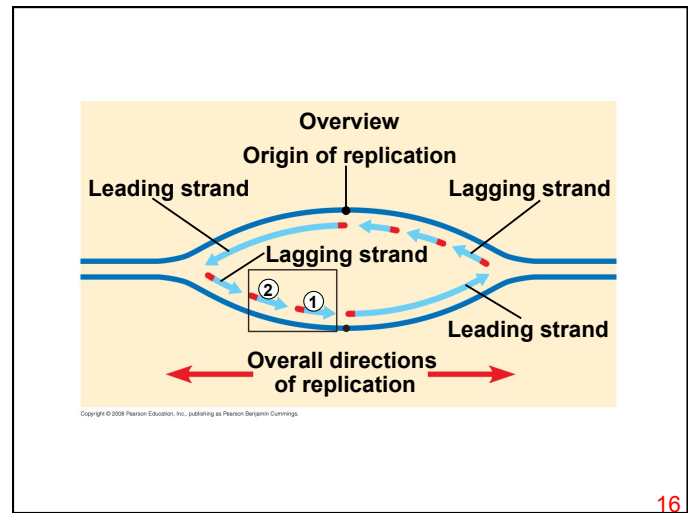 Overview
Origin of replication
Leading strand
Lagging strand
Lagging strand
2
1
Leading strand
Overall directions
of replication
Copyright © 2008 Pearson Education, Inc., publishing as Pearson Benjamin Cummings.
16